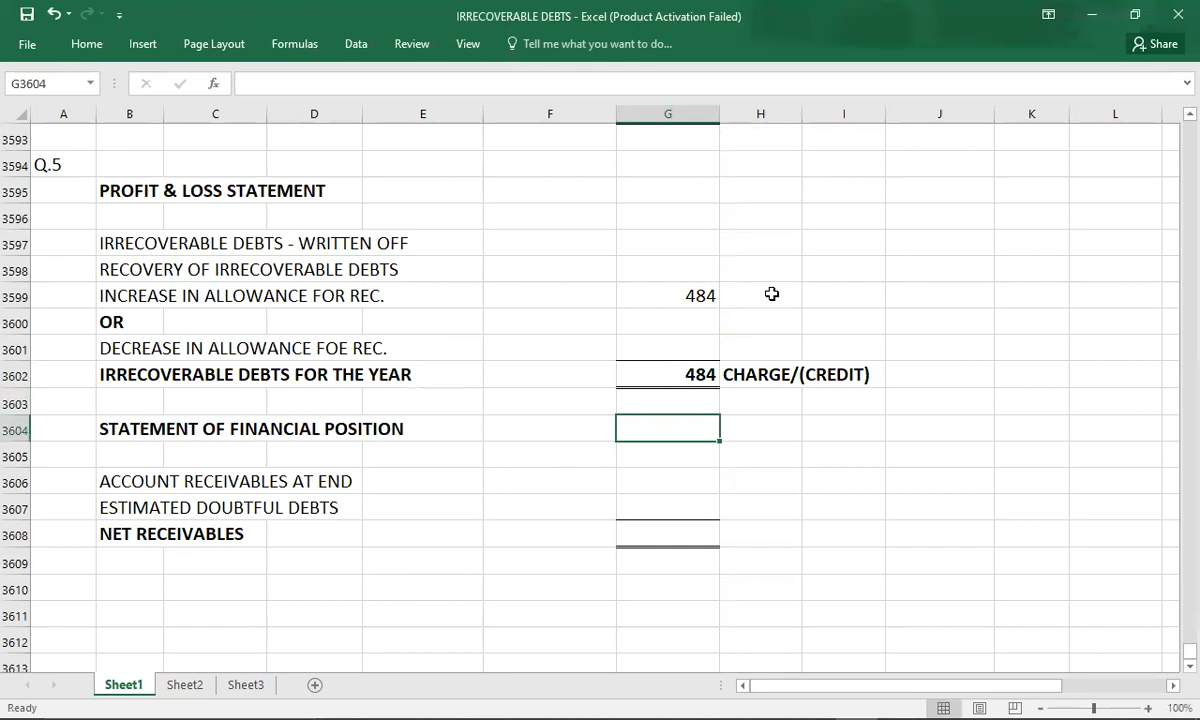 IRRECOVERABLE DEBTS - Excel (Product Activation Failed)
File Home Insert Page Layout Formulas Data Review View Tell me what you want to do... Share
G3604 fx
A B C D E F G H I J K L
3593
3594 Q.5
3595 PROFIT & LOSS STATEMENT
3596
3597 IRRECOVERABLE DEBTS - WRITTEN OFF
3598 RECOVERY OF IRRECOVERABLE DEBTS
3599 INCREASE IN ALLOWANCE FOR REC. 484
3600 OR
3601 DECREASE IN ALLOWANCE FOE REC.
3602 IRRECOVERABLE DEBTS FOR THE YEAR 484 CHARGE/(CREDIT)
3603
3604 STATEMENT OF FINANCIAL POSITION
3605
3606 ACCOUNT RECEIVABLES AT END
3607 ESTIMATED DOUBTFUL DEBTS
3608 NET RECEIVABLES
3609
3610
3611
3612
3613
Sheet1 Sheet2 Sheet3
Ready 100%